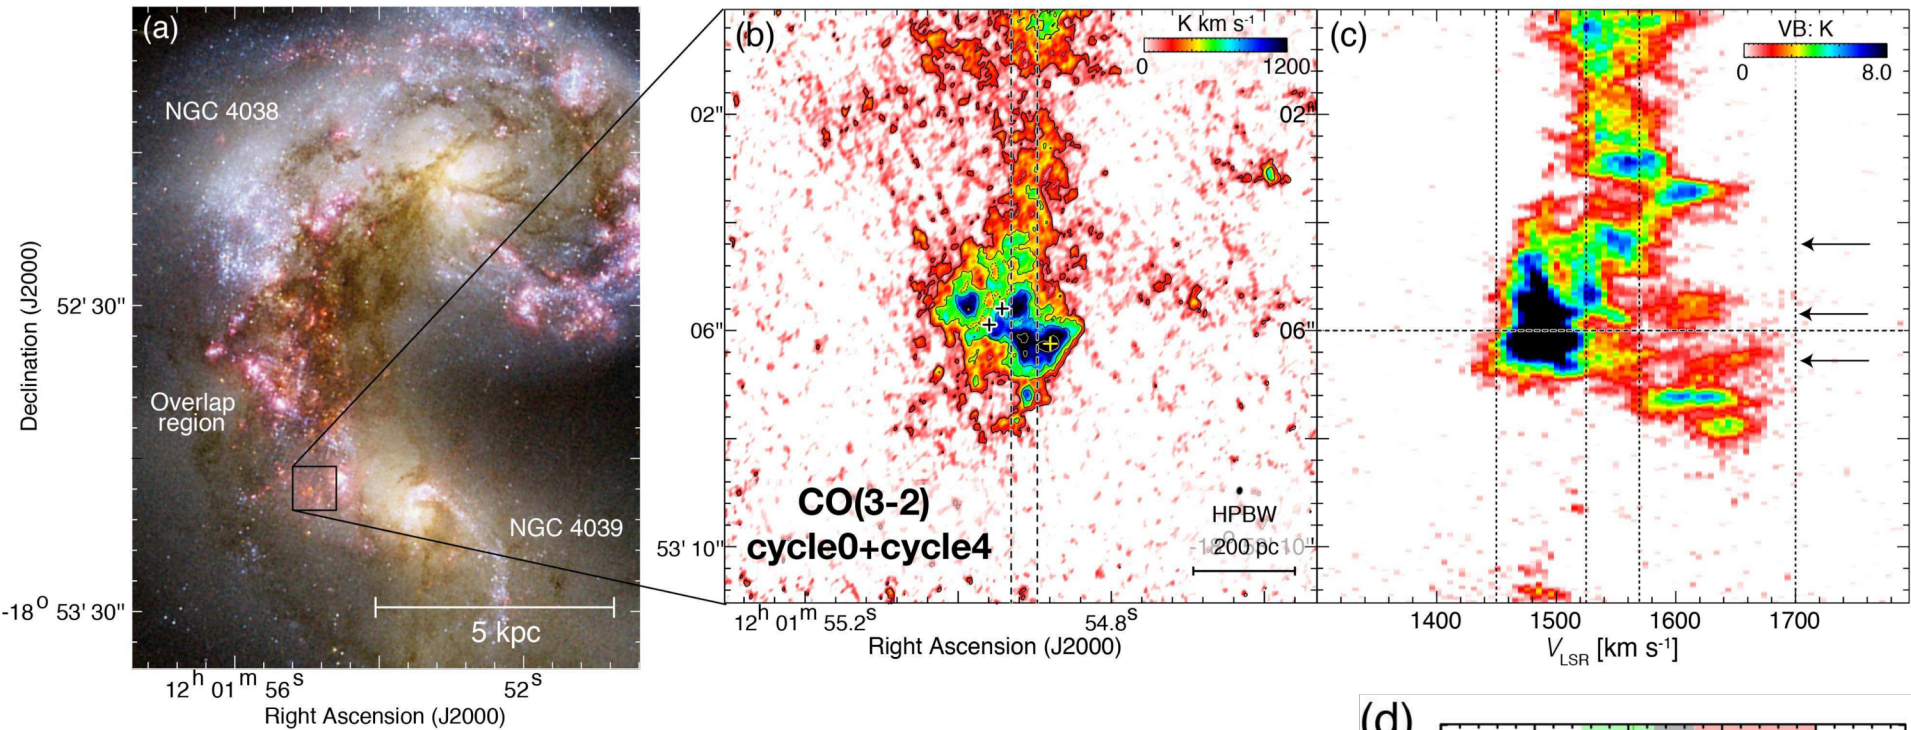 (a)
NGC 4038
Overlap
region
NGC 4039
5 kpc
Declination (J2000)
52' 30"
-18° 53' 30"
12h 01m 56s
52s
Right Ascension (J2000)
(b)
K km s-1
0
1200
02"
06"
53' 10"
CO(3-2)
cycle0+cycle4
HPBW
200 pc
12h 01m 55.2s
54.8s
Right Ascension (J2000)
(c)
VB: K
0
8.0
02"
06"
1400
1500
1600
1700
VLSR [km s-1]
(d)